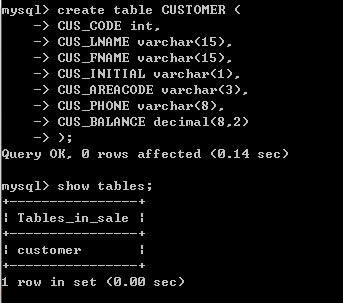 mysql> create table CUSTOMER (
    -> CUS_CODE int,
    -> CUS_LNAME varchar(15),
    -> CUS_FNAME varchar(15),
    -> CUS_INITIAL varchar(1),
    -> CUS_AREACODE varchar(3),
    -> CUS_PHONE varchar(8),
    -> CUS_BALANCE decimal(8,2)
    -> );
Query OK, 0 rows affected (0.14 sec)
mysql> show tables;
+----------------+
| Tables_in_sale |
+----------------+
| customer       |
+----------------+
1 row in set (0.00 sec)